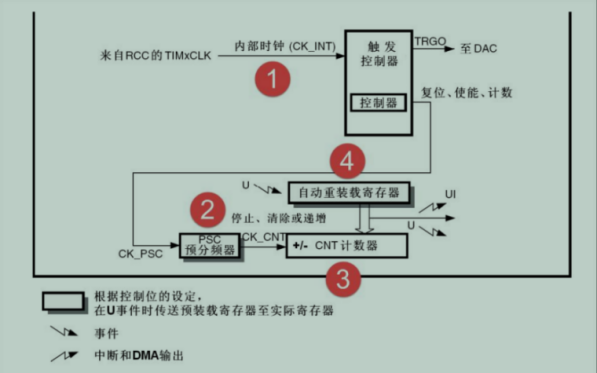 来自RCC的TIMxCLK
内部时钟 (CK_INT)
1
触发
控制器
TRGO
至DAC
控制器
复位、使能、计数
4
U
自动重装载寄存器
UI
2
停止、清除或递增
U
PSC
预分频器
CK_PSC
CK_CNT
+/- CNT 计数器
3
根据控制位的设定，
在U事件时传送预装载寄存器至实际寄存器
事件
中断和DMA输出